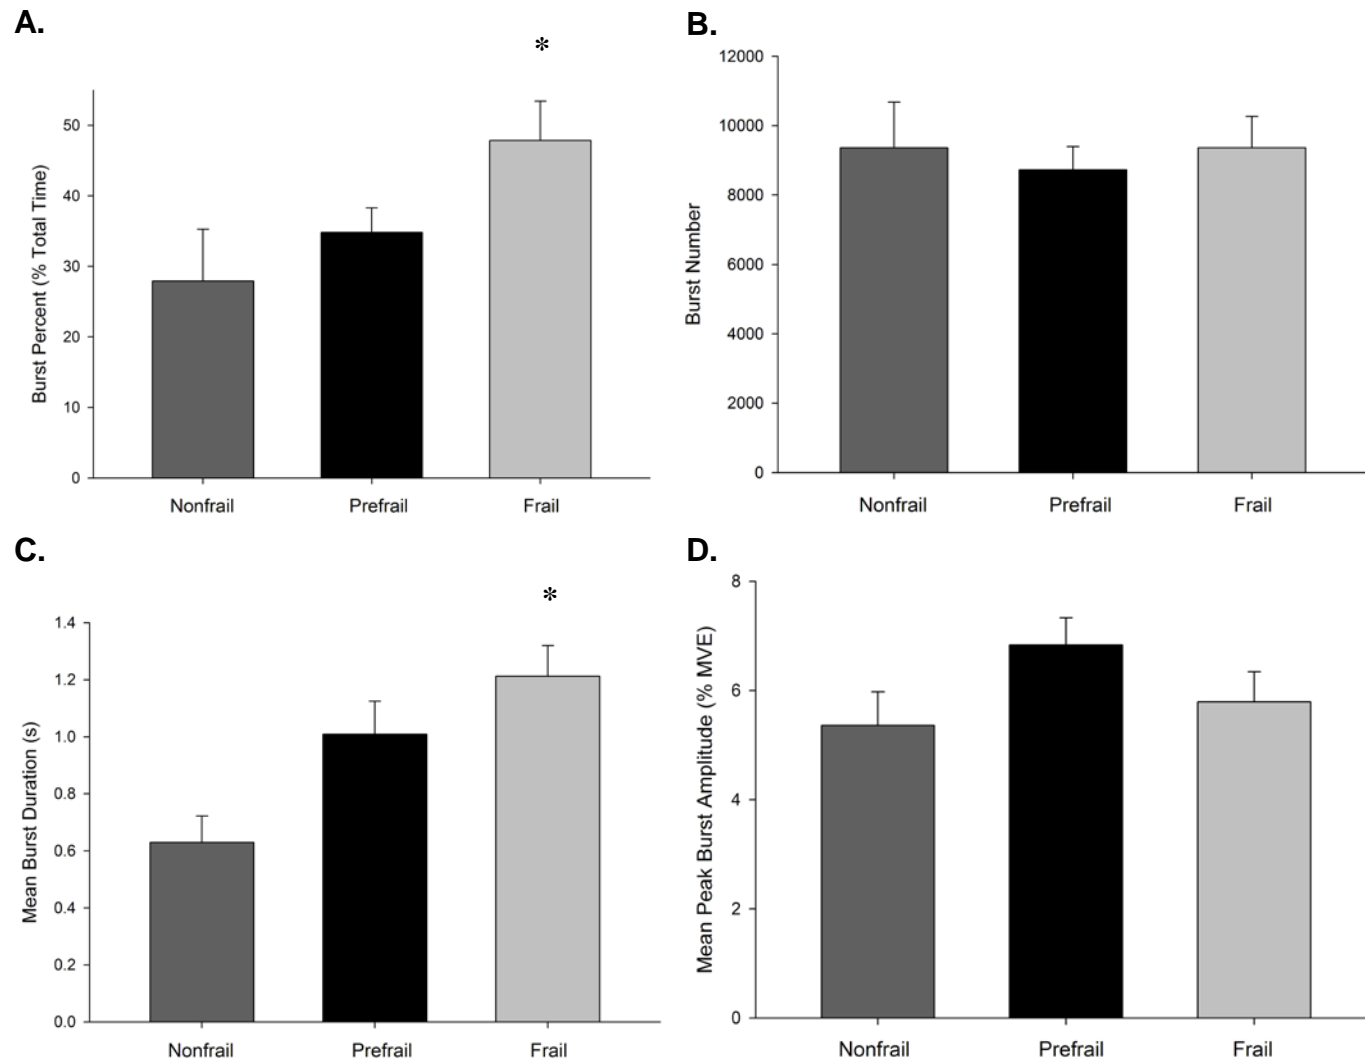 A.
*
Burst Percent (% Total Time)
50
40
30
20
10
0
Nonfrail Prefrail Frail
B.
Burst Number
12000
10000
8000
6000
4000
2000
0
Nonfrail Prefrail Frail
C.
*
Mean Burst Duration (s)
1.4
1.2
1.0
0.8
0.6
0.4
0.2
0.0
Nonfrail Prefrail Frail
D.
Mean Peak Burst Amplitude (% MVE)
8
6
4
2
0
Nonfrail Prefrail Frail